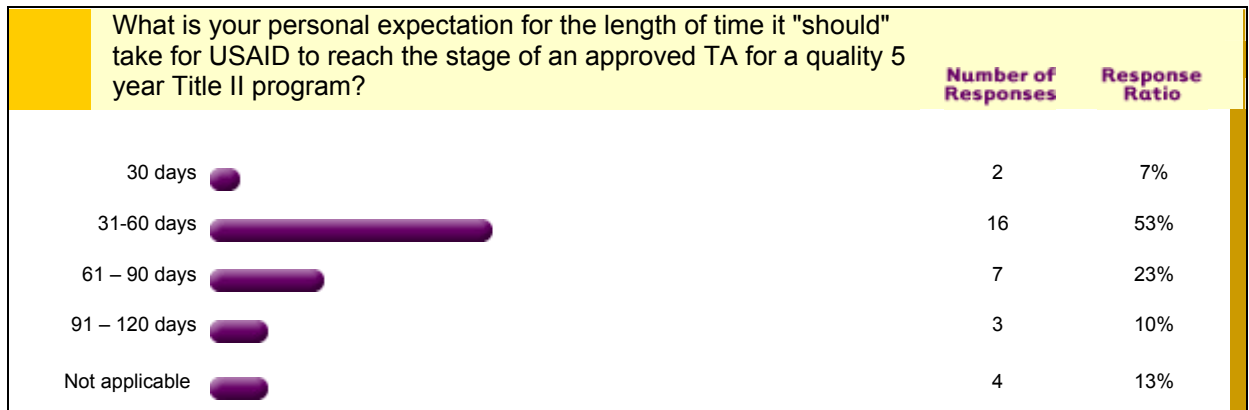 What is your personal expectation for the length of time it "should"
take for USAID to reach the stage of an approved TA for a quality 5
year Title II program?
Number of Responses
Response Ratio
30 days 2 7%
31-60 days 16 53%
61 – 90 days 7 23%
91 – 120 days 3 10%
Not applicable 4 13%